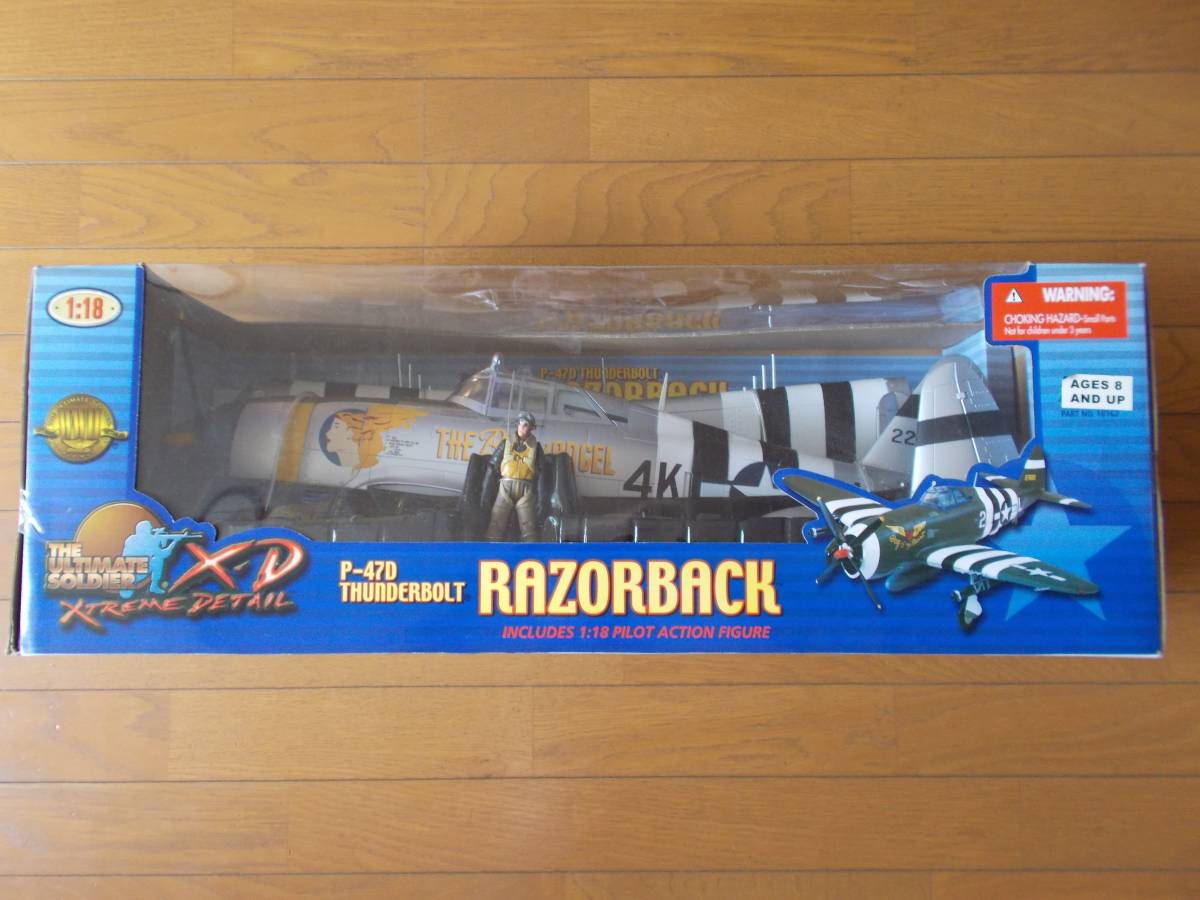 1:18
WARNING:
CHOKING HAZARD-Small Parts
Not for children under 3 years
AGES 8
AND UP
P-47D THUNDERBOLT
RAZORBACK
THE
4K
22
THE
ULTIMATE
SOLDIER
X-D
XTREME DETAIL
P-47D
THUNDERBOLT
RAZORBACK
INCLUDES 1:18 PILOT ACTION FIGURE
2